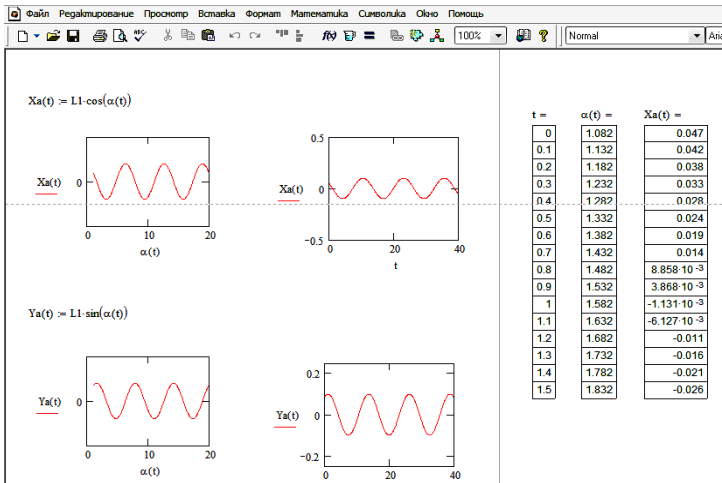 Файл Редактирование Просмотр Вставка Формат Математика Символика Окно Помощь
f(x) = 100% ? Normal Aria
Xa(t) := L1·cos(α(t))
Xa(t) 0
0 10 20
α(t)
0.5
Xa(t) 0
−0.5
0 20 40
t
Ya(t) := L1·sin(α(t))
Ya(t) 0
0 10 20
α(t)
0.2
Ya(t) 0
−0.2
0 20 40
t = α(t) = Xa(t) =
0 1.082 0.047
0.1 1.132 0.042
0.2 1.182 0.038
0.3 1.232 0.033
0.4 1.282 0.028
0.5 1.332 0.024
0.6 1.382 0.019
0.7 1.432 0.014
0.8 1.482 8.858·10 -3
0.9 1.532 3.868·10 -3
1 1.582 -1.131·10 -3
1.1 1.632 -6.127·10 -3
1.2 1.682 -0.011
1.3 1.732 -0.016
1.4 1.782 -0.021
1.5 1.832 -0.026